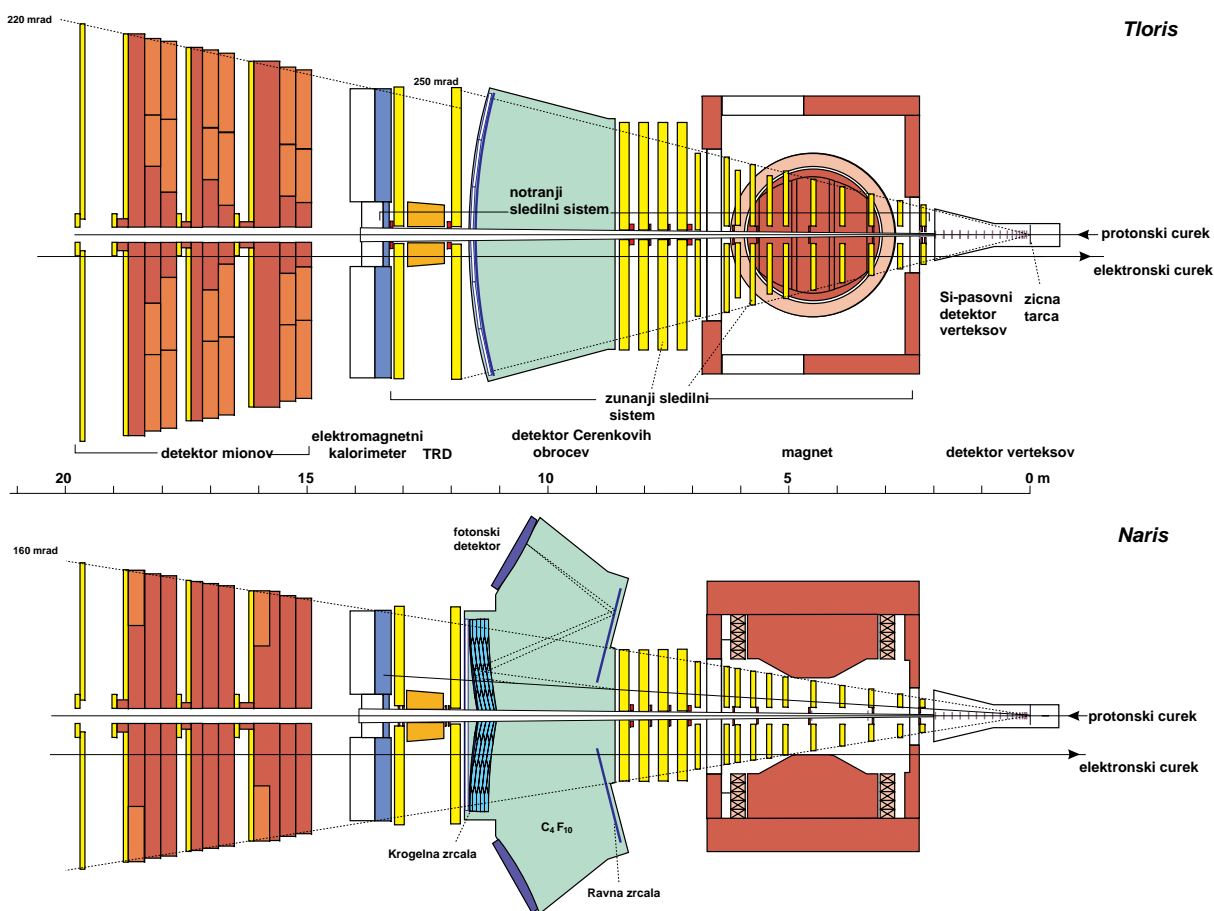 220 mrad
Tloris
250 mrad
notranji
sledilni sistem
protonski curek
elektronski curek
Si-pasovni
detektor
verteksov
zicna
tarca
zunanji sledilni
sistem
detektor mionov
elektromagnetni
kalorimeter
TRD
detektor Cerenkovih
obrocev
magnet
detektor verteksov
20
15
10
5
0 m
Naris
160 mrad
fotonski
detektor
protonski curek
elektronski curek
C4 F10
Krogelna zrcala
Ravna zrcala